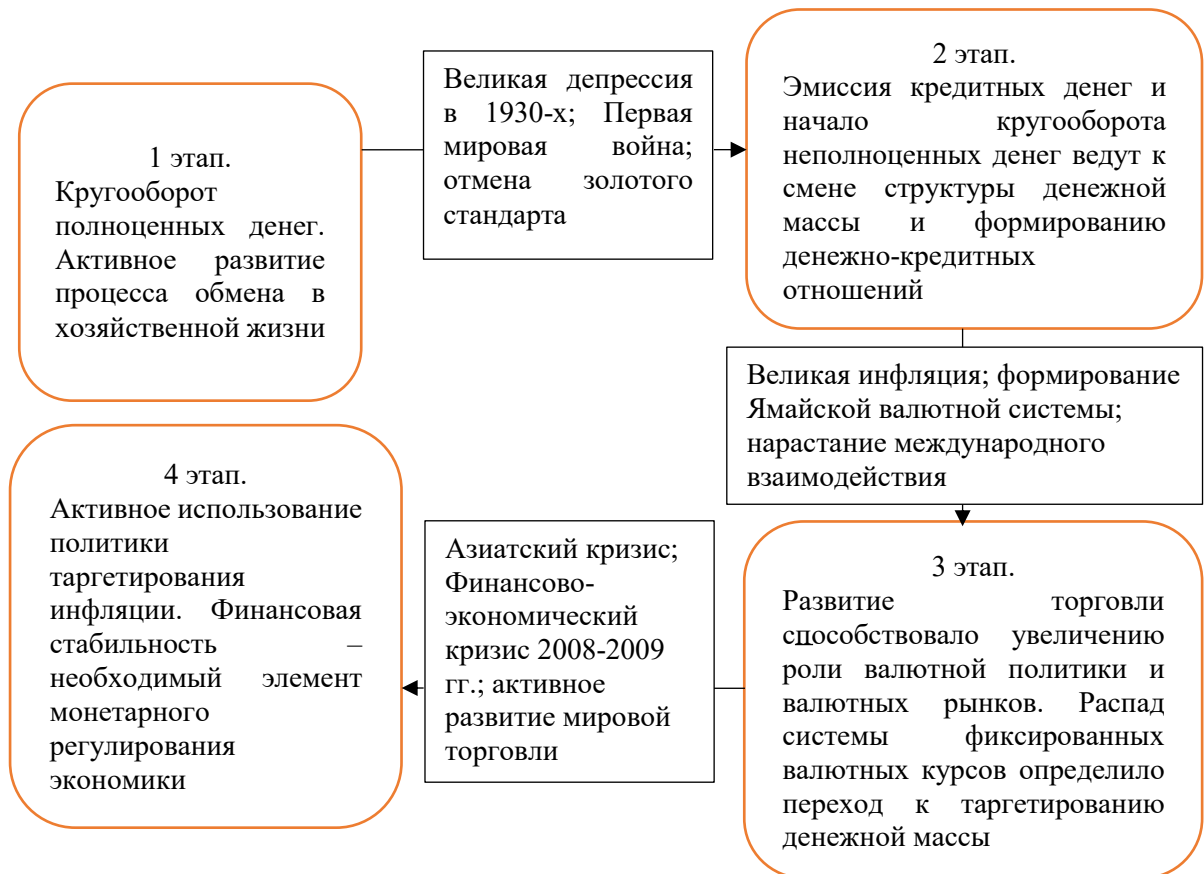 1 этап.
Кругооборот
полноценных денег.
Активное развитие
процесса обмена в
хозяйственной жизни
Великая депрессия
в 1930-х; Первая
мировая война;
отмена золотого
стандарта
2 этап.
Эмиссия кредитных денег и
начало кругооборота
неполноценных денег ведут к
смене структуры денежной
массы и формированию
денежно-кредитных
отношений
Великая инфляция; формирование
Ямайской валютной системы;
нарастание международного
взаимодействия
3 этап.
Развитие торговли
способствовало увеличению
роли валютной политики и
валютных рынков. Распад
системы фиксированных
валютных курсов определило
переход к таргетированию
денежной массы
Азиатский кризис;
Финансово-
экономический
кризис 2008-2009
гг.; активное
развитие мировой
торговли
4 этап.
Активное использование
политики
таргетирования
инфляции. Финансовая
стабильность –
необходимый элемент
монетарного
регулирования
экономики